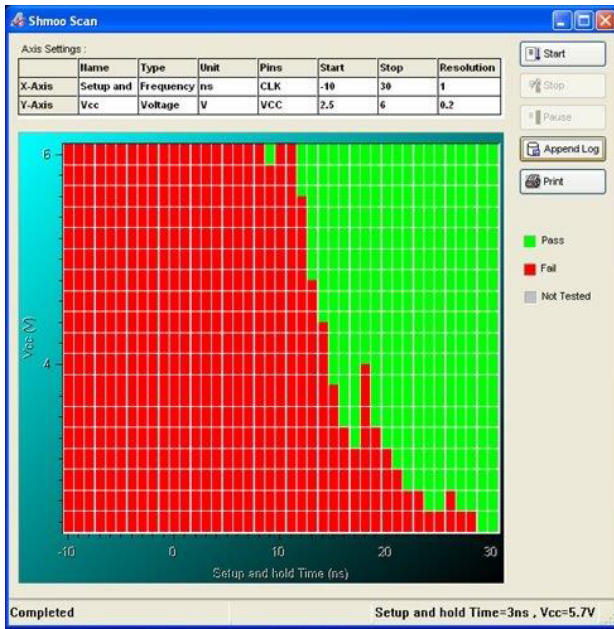 Shmoo Scan
Axis Settings :
Name Type Unit Pins Start Stop Resolution
X-Axis Setup and Frequency ns CLK -10 30 1
Y-Axis Vcc Voltage V VCC 2.5 6 0.2
Start
Stop
Pause
Append Log
Print
Pass
Fail
Not Tested
6
4
Vcc (V)
-10 0 10 20 30
Setup and hold Time (ns)
Completed
Setup and hold Time=3ns , Vcc=5.7V